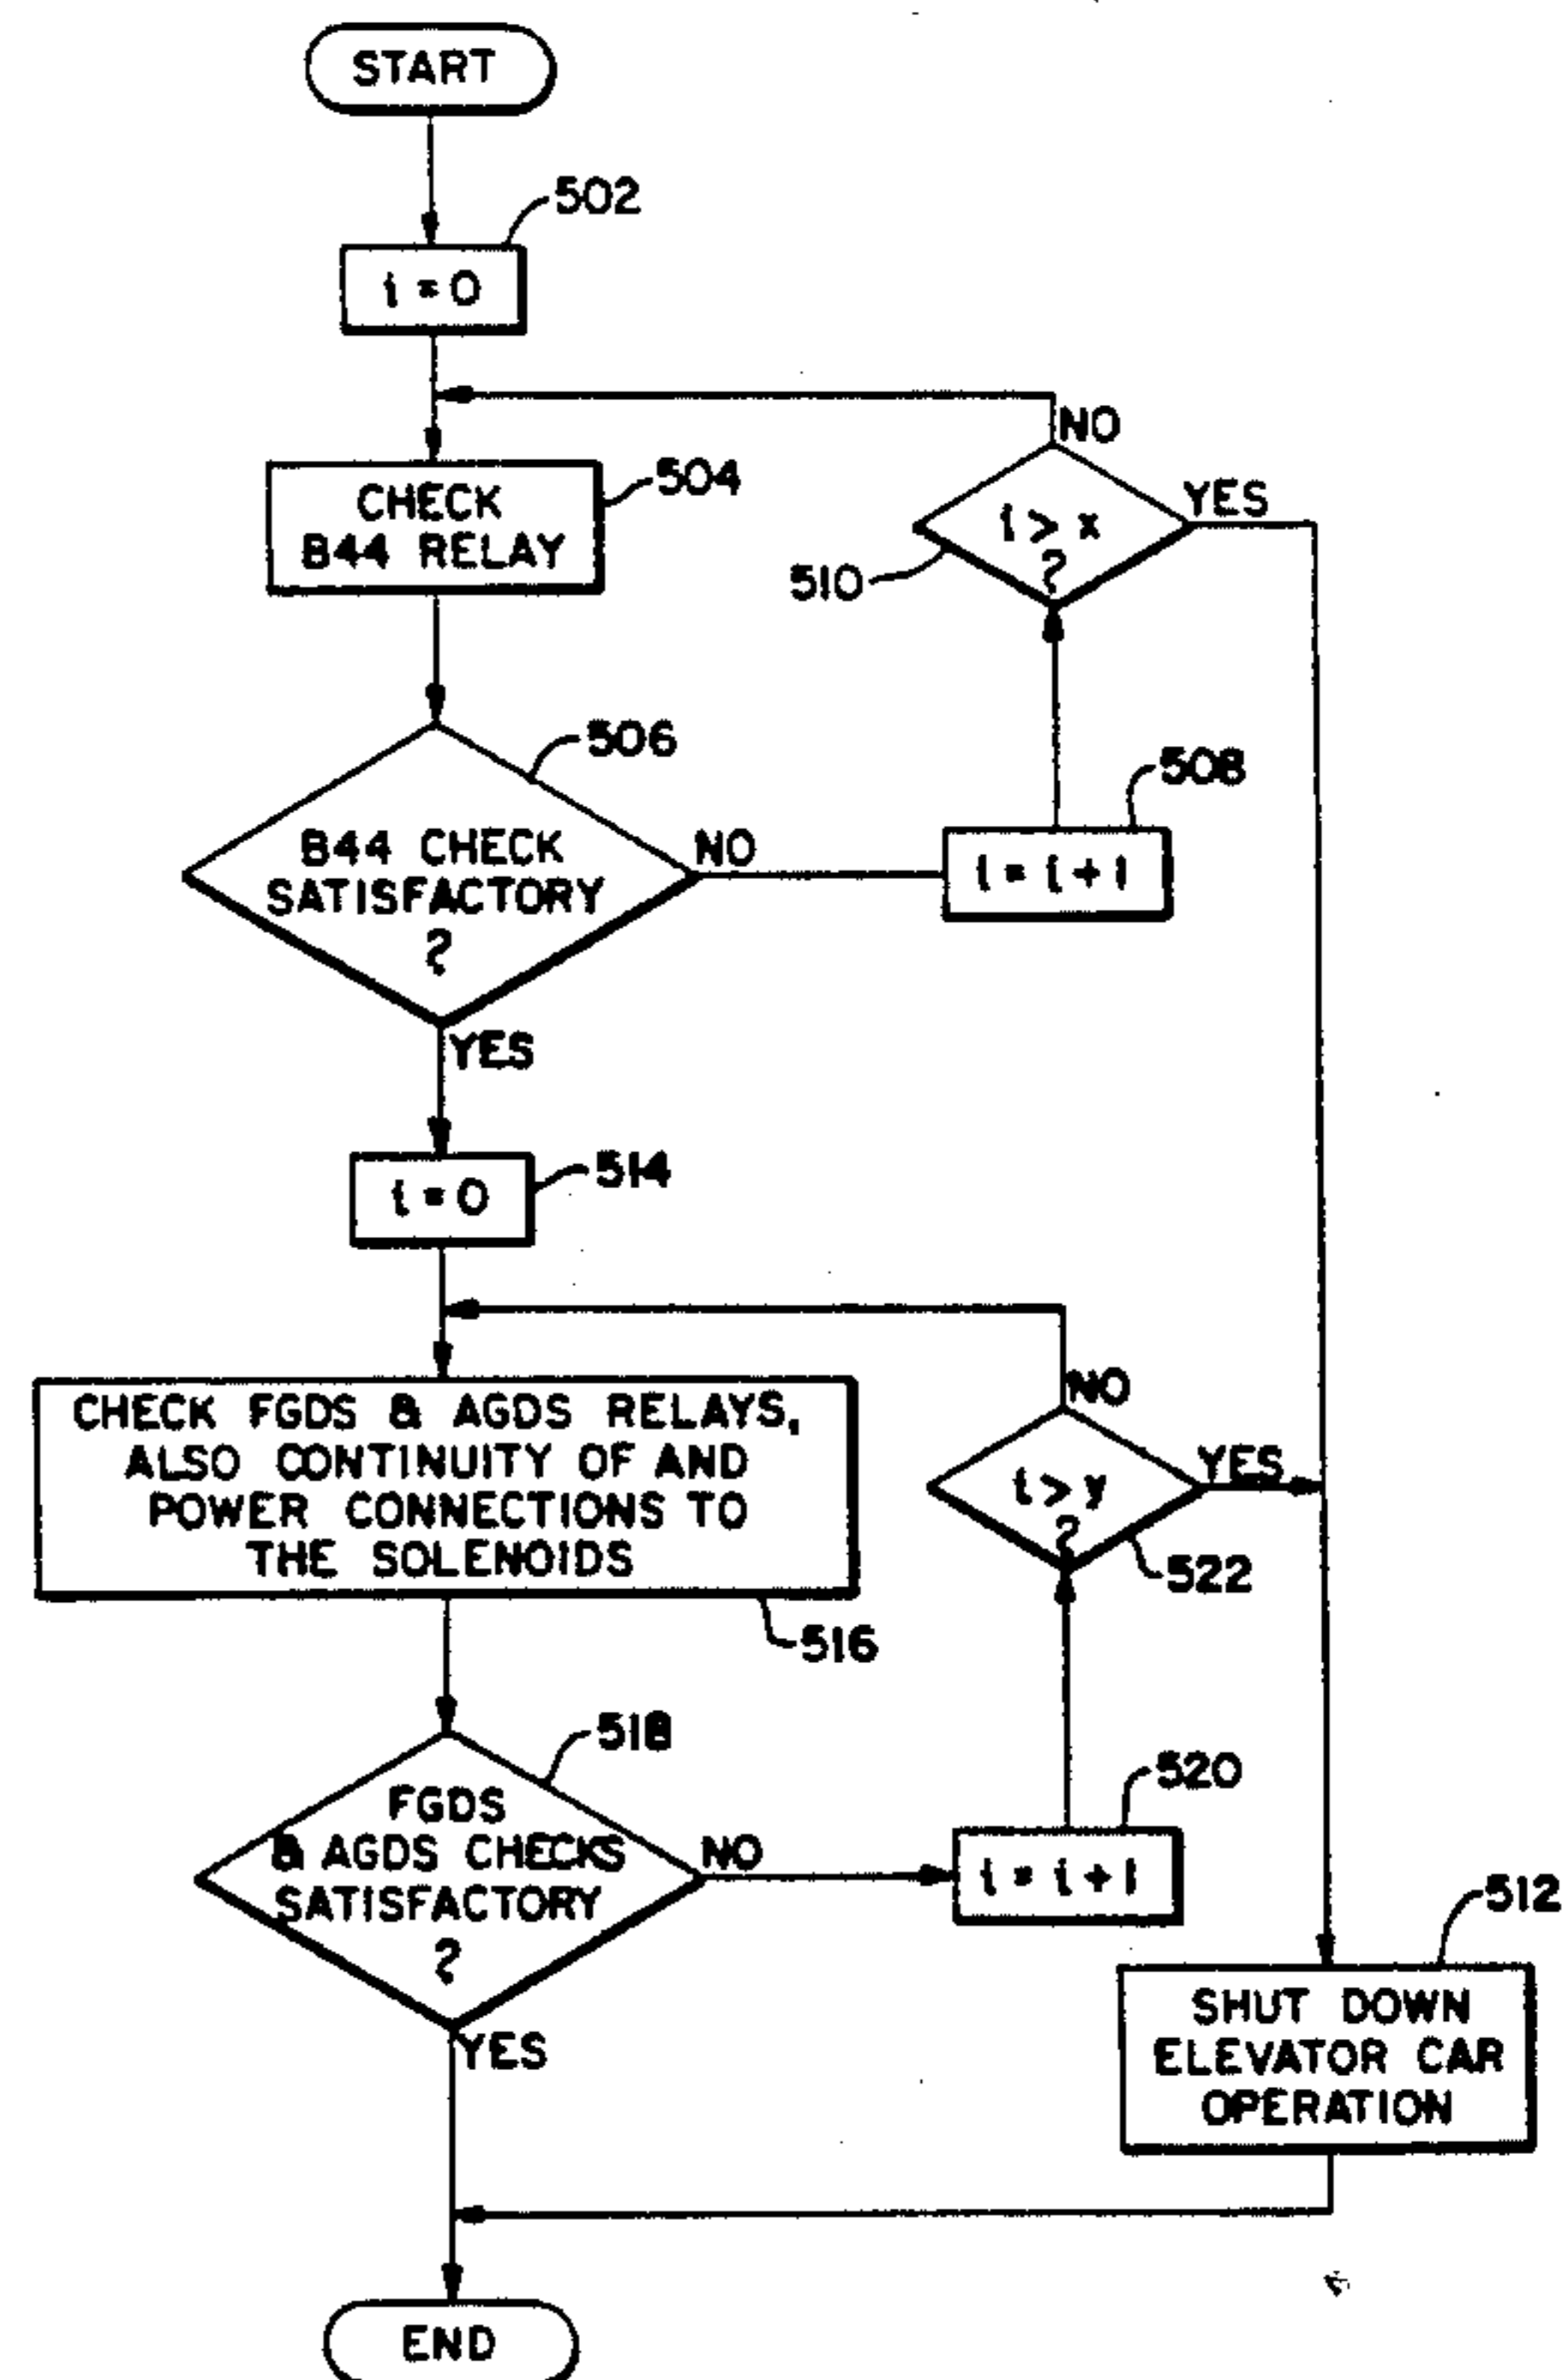 START
502
i = 0
NO
CHECK
B44 RELAY
504
i > x
?
YES
510
506
B44 CHECK
SATISFACTORY
?
NO
508
i = i + 1
YES
i = 0
514
CHECK FGDS & AGDS RELAYS,
ALSO CONTINUITY OF AND
POWER CONNECTIONS TO
THE SOLENOIDS
516
NO
i > y
?
YES
522
518
FGDS
& AGDS CHECKS
SATISFACTORY
?
NO
520
i = i + 1
YES
512
SHUT DOWN
ELEVATOR CAR
OPERATION
END